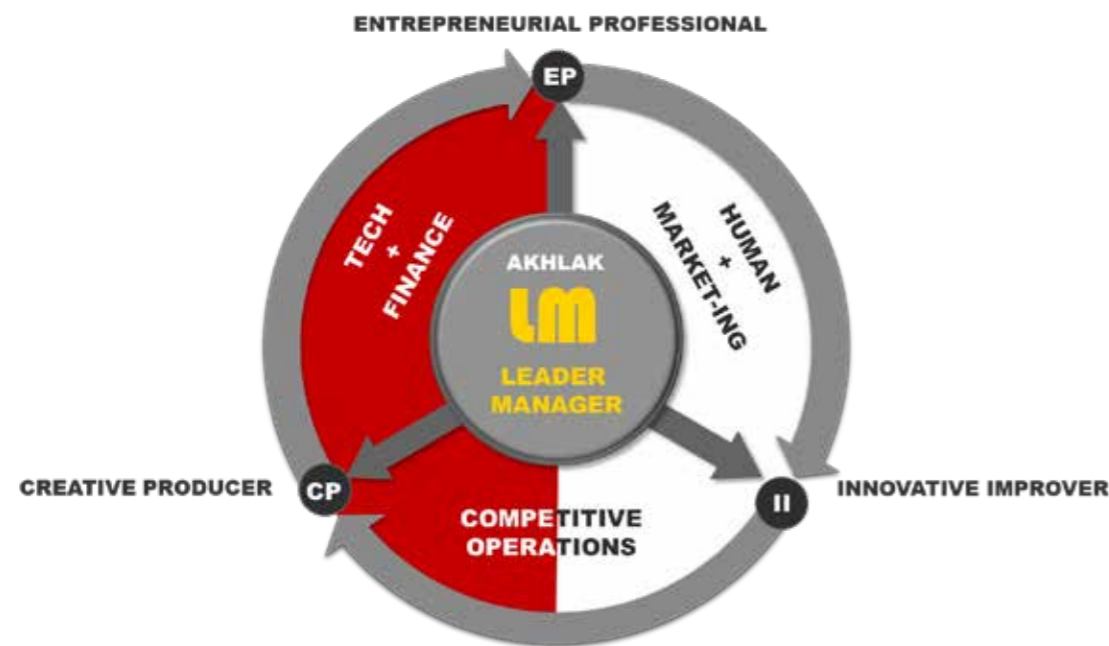 ENTREPRENEURIAL PROFESSIONAL
EP
TECH
+
FINANCE
HUMAN
+
MARKET-ING
AKHLAK
LM
LEADER
MANAGER
CREATIVE PRODUCER
CP
II
INNOVATIVE IMPROVER
COMPETITIVE
OPERATIONS